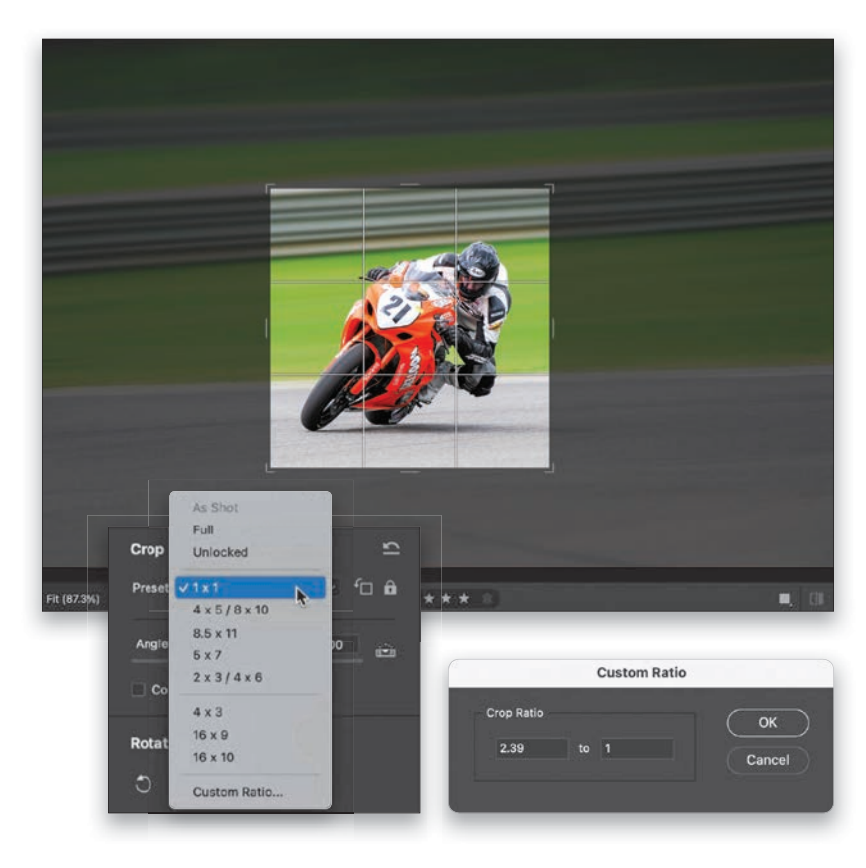 21
Fit (87.3%)
Crop
Preset
Angle
00
Co
Rotat
As Shot
Full
Unlocked
✓ 1 x 1
4 x 5 / 8 x 10
8.5 x 11
5 x 7
2 x 3 / 4 x 6
4 x 3
16 x 9
16 x 10
Custom Ratio...
Custom Ratio
Crop Ratio
2.39 to 1
OK
Cancel